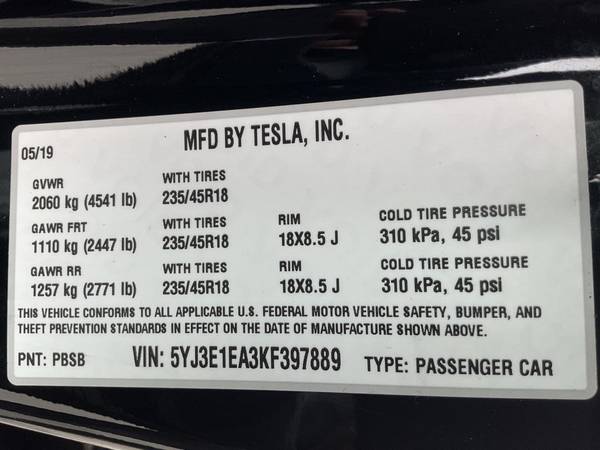 05/19 MFD BY TESLA, INC.
GVWR WITH TIRES
2060 kg (4541 lb) 235/45R18
GAWR FRT WITH TIRES RIM COLD TIRE PRESSURE
1110 kg (2447 lb) 235/45R18 18X8.5 J 310 kPa, 45 psi
GAWR RR WITH TIRES RIM COLD TIRE PRESSURE
1257 kg (2771 lb) 235/45R18 18X8.5 J 310 kPa, 45 psi
THIS VEHICLE CONFORMS TO ALL APPLICABLE U.S. FEDERAL MOTOR VEHICLE SAFETY, BUMPER, AND
THEFT PREVENTION STANDARDS IN EFFECT ON THE DATE OF MANUFACTURE SHOWN ABOVE.
PNT: PBSB VIN: 5YJ3E1EA3KF397889 TYPE: PASSENGER CAR